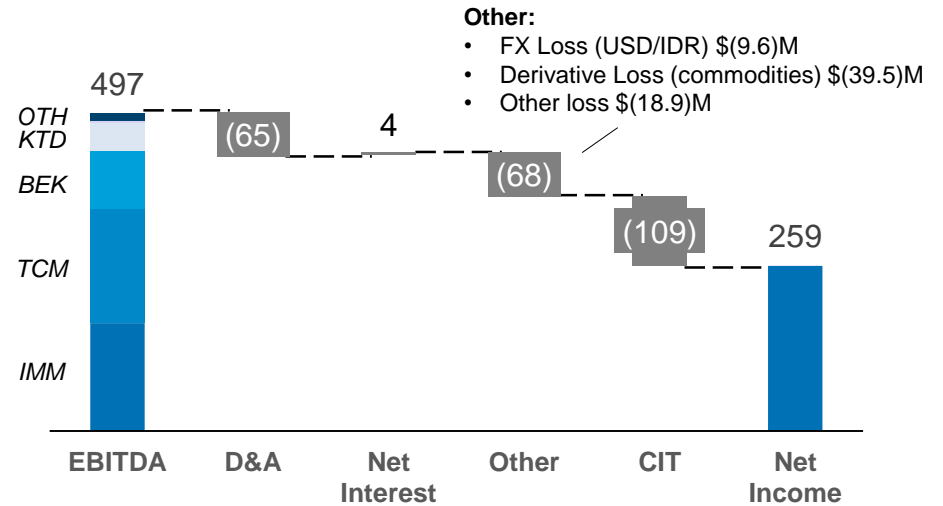 Other:
• FX Loss (USD/IDR) $(9.6)M
• Derivative Loss (commodities) $(39.5)M
• Other loss $(18.9)M
497
(65)
4
(68)
(109)
259
OTH
KTD
BEK
TCM
IMM
EBITDA
D&A
Net
Interest
Other
CIT
Net
Income